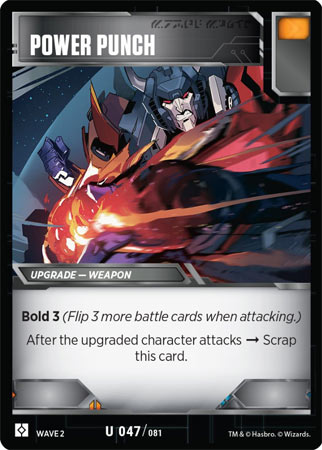 POWER PUNCH
UPGRADE — WEAPON
Bold 3 (Flip 3 more battle cards when attacking.)
After the upgraded character attacks ➞ Scrap
this card.
WAVE 2
U 047/081
TM & © Hasbro. © Wizards.